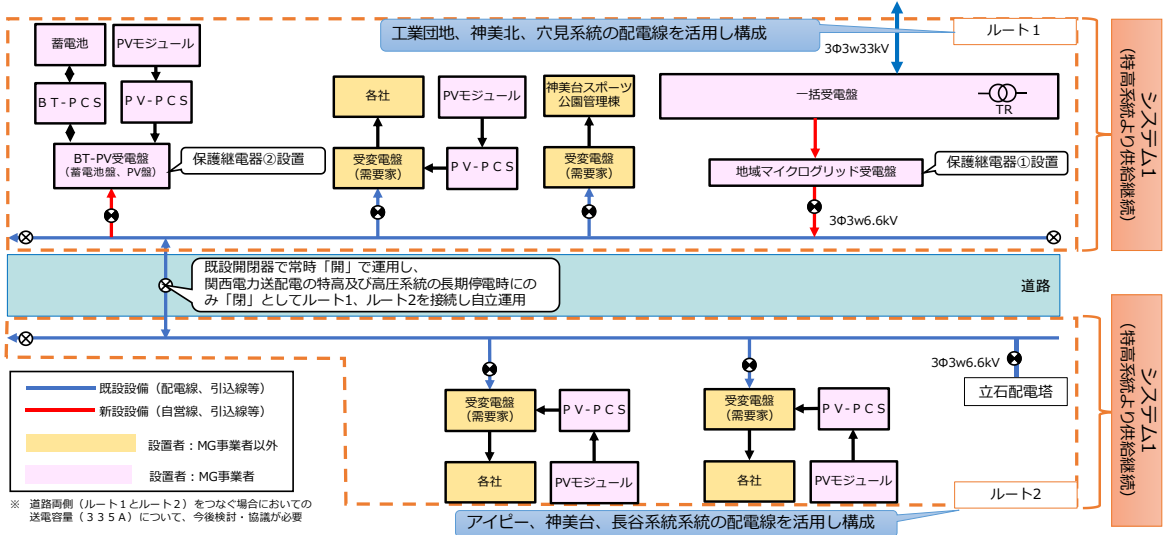 工業団地、神美北、穴見系統の配電線を活用し構成
3Φ3w33kV
ルート１
蓄電池
PVモジュール
ＢＴ-ＰＣＳ
ＰＶ-ＰＣＳ
BT-PV受電盤
(蓄電池盤、PV盤)
保護継電器②設置
各社
PVモジュール
受変電盤
(需要家)
ＰＶ-ＰＣＳ
神美台スポーツ
公園管理棟
受変電盤
(需要家)
一括受電盤
TR
地域マイクログリッド受電盤
保護継電器①設置
3Φ3w6.6kV
システム1
(特高系統より供給継続)
既設開閉器で常時「開」で運用し、
関西電力送配電の特高及び高圧系統の長期停電時にの
み「閉」としてルート1、ルート2を接続し自立運用
道路
3Φ3w6.6kV
立石配電塔
受変電盤
(需要家)
ＰＶ-ＰＣＳ
各社
PVモジュール
受変電盤
(需要家)
ＰＶ-ＰＣＳ
各社
PVモジュール
システム1
(特高系統より供給継続)
ルート2
アイピー、神美台、長谷系統系統の配電線を活用し構成
既設設備（配電線、引込線等）
新設設備（自営線、引込線等）
設置者：MG事業者以外
設置者：MG事業者
※ 道路両側（ルート１とルート２）をつなぐ場合においての
送電容量（３３５A）について、今後検討・協議が必要